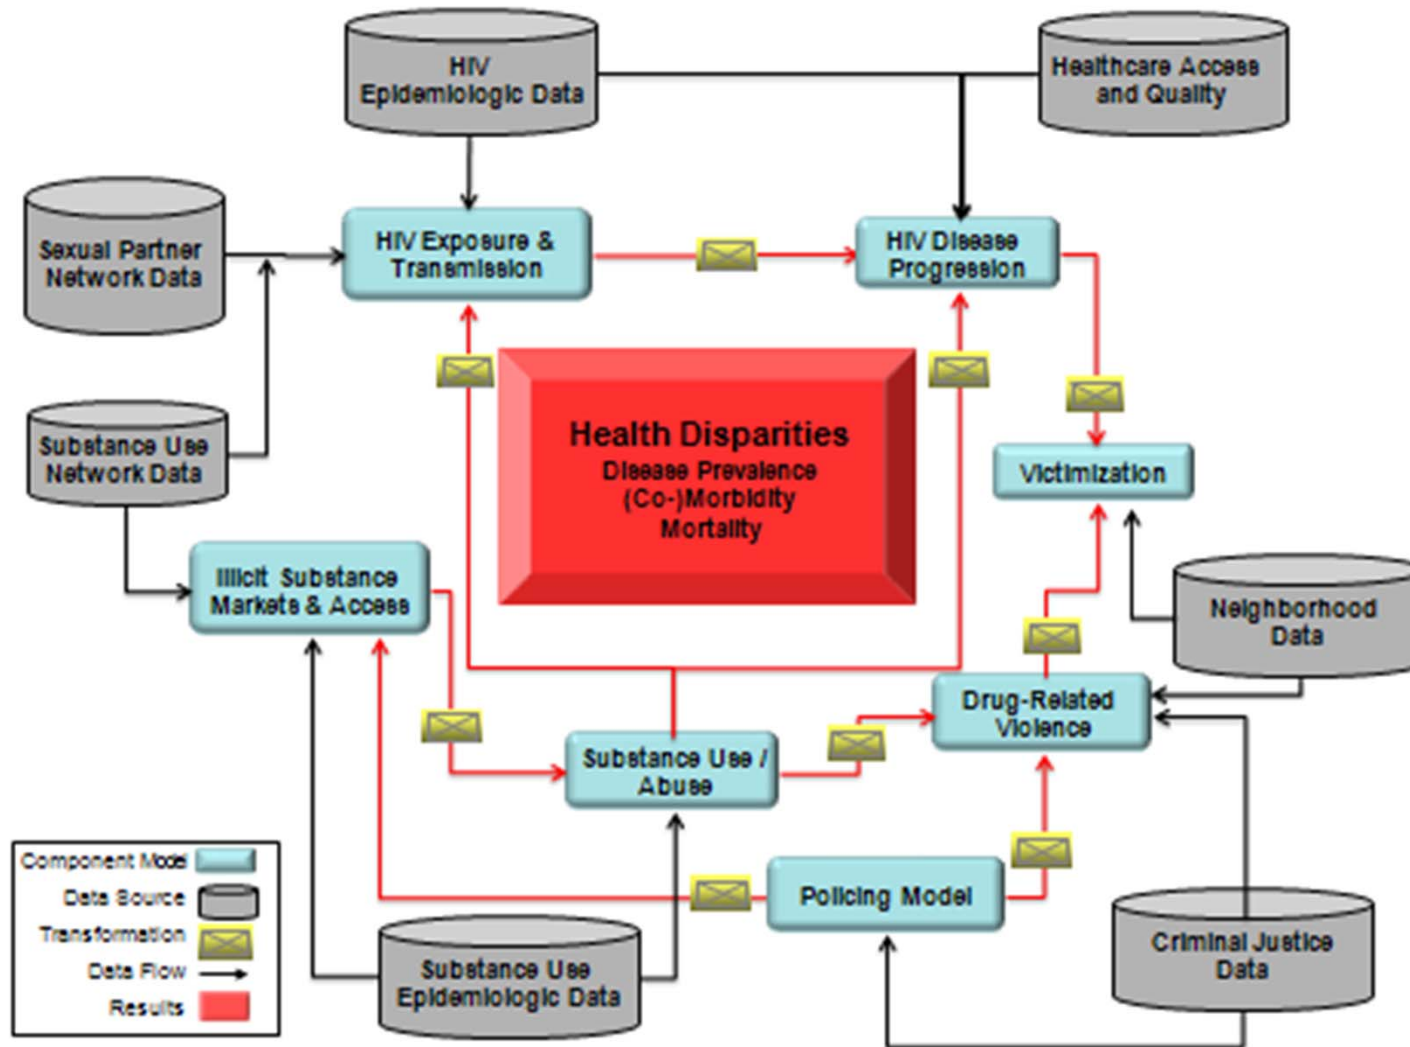 HIV
Epidemiologic Data
Healthcare Access
and Quality
Sexual Partner
Network Data
HIV Exposure &
Transmission
HIV Disease
Progression
Health Disparities
Disease Prevalence
(Co-)Morbidity
Mortality
Substance Use
Network Data
Victimization
Illicit Substance
Markets & Access
Neighborhood
Data
Drug-Related
Violence
Substance Use /
Abuse
Policing Model
Criminal Justice
Data
Substance Use
Epidemiologic Data
Component Model
Data Source
Transformation
Data Flow
Results